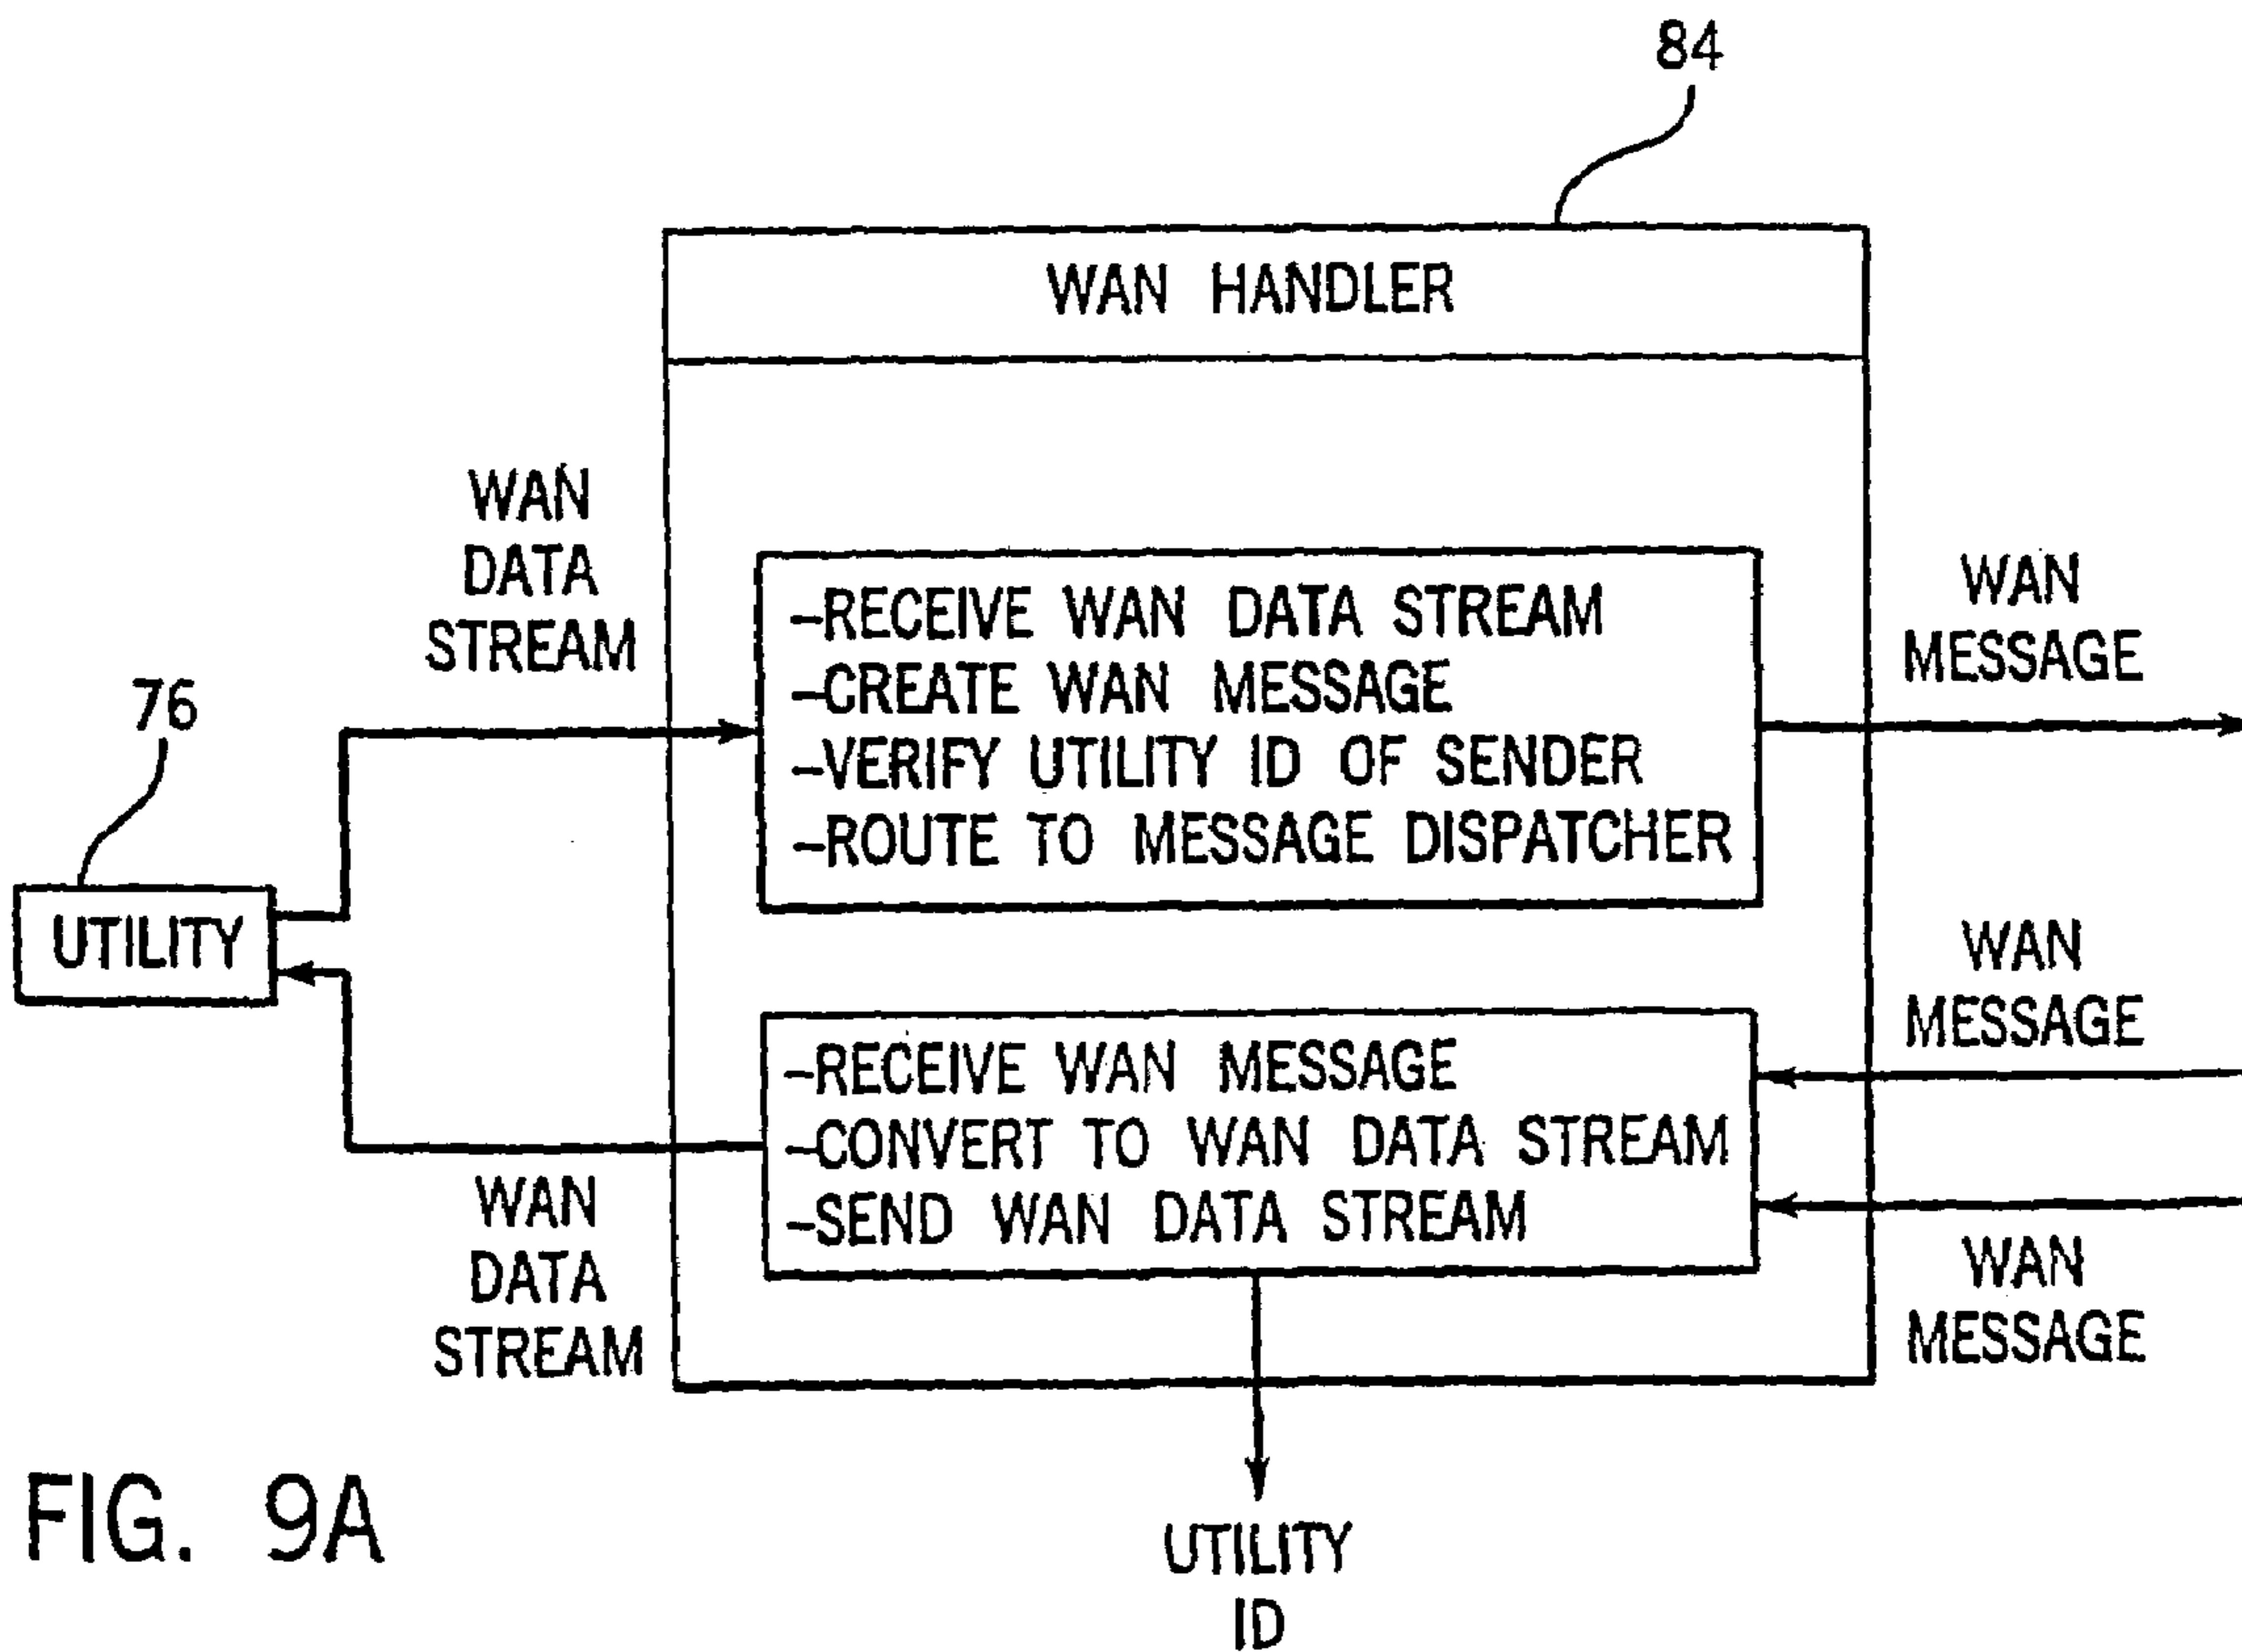 84
WAN HANDLER
WAN
DATA
STREAM
76
UTILITY
-RECEIVE WAN DATA STREAM
-CREATE WAN MESSAGE
-VERIFY UTILITY ID OF SENDER
-ROUTE TO MESSAGE DISPATCHER
WAN
MESSAGE
WAN
MESSAGE
-RECEIVE WAN MESSAGE
-CONVERT TO WAN DATA STREAM
-SEND WAN DATA STREAM
WAN
DATA
STREAM
WAN
MESSAGE
UTILITY
ID
FIG. 9A